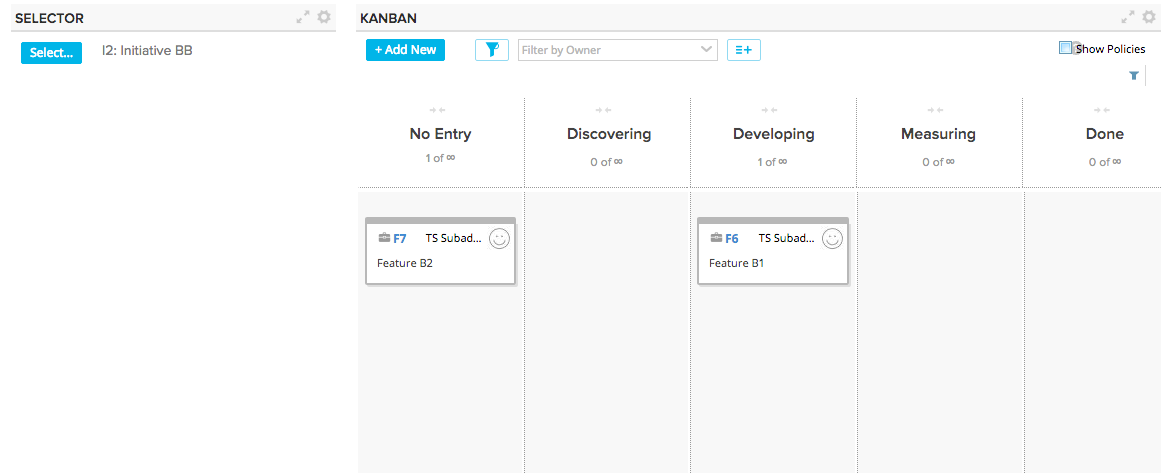 SELECTOR
Select...
I2: Initiative BB
KANBAN
+ Add New
Filter by Owner
Show Policies
No Entry
1 of ∞
Discovering
0 of ∞
Developing
1 of ∞
Measuring
0 of ∞
Done
0 of ∞
F7 TS Subad...
Feature B2
F6 TS Subad...
Feature B1